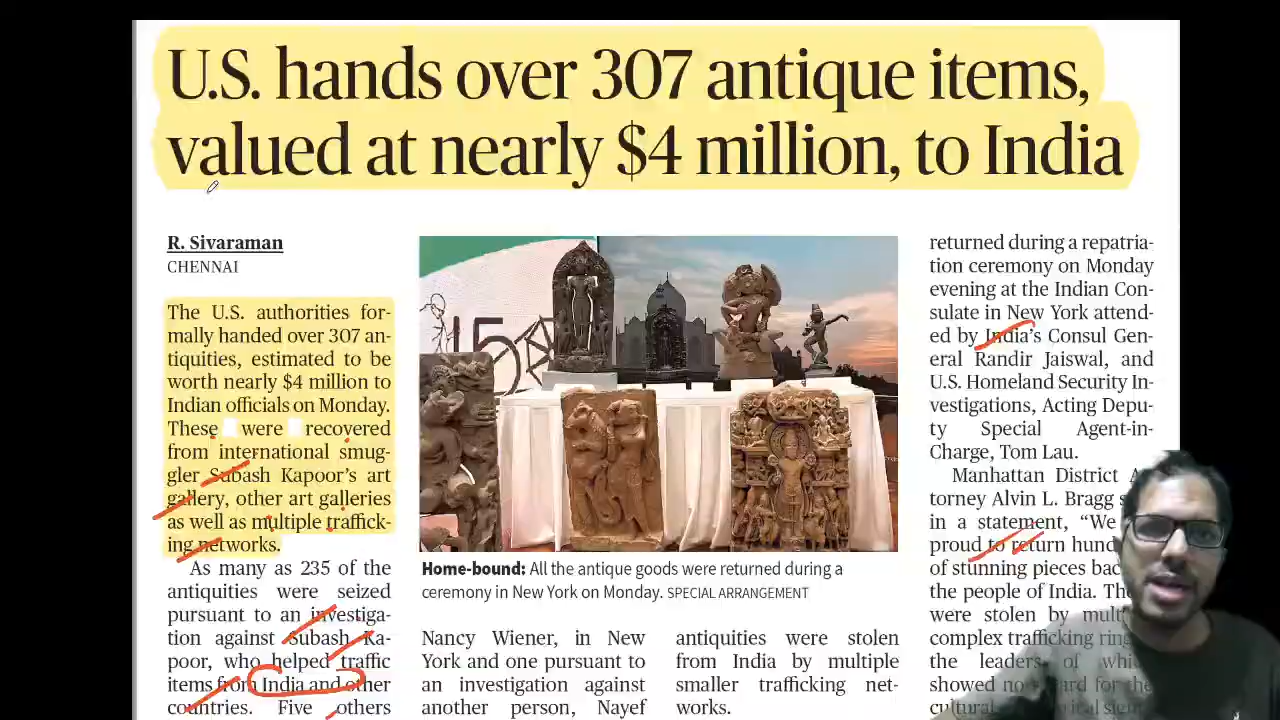 U.S. hands over 307 antique items,
valued at nearly $4 million, to India
R. Sivaraman
CHENNAI
The U.S. authorities for-
mally handed over 307 an-
tiquities, estimated to be
worth nearly $4 million to
Indian officials on Monday.
These were recovered
from international smug-
gler Subash Kapoor's art
gallery, other art galleries
as well as multiple traffick-
ing networks.
As many as 235 of the
antiquities were seized
pursuant to an investiga-
tion against Subash Ka-
poor, who helped traffic
items from India and other
countries. Five others
15
Home-bound: All the antique goods were returned during a
ceremony in New York on Monday. SPECIAL ARRANGEMENT
Nancy Wiener, in New
York and one pursuant to
an investigation against
another person, Nayef
antiquities were stolen
from India by multiple
smaller trafficking net-
works.
returned during a repatria-
tion ceremony on Monday
evening at the Indian Con-
sulate in New York attend-
ed by India's Consul Gen-
eral Randir Jaiswal, and
U.S. Homeland Security In-
vestigations, Acting Depu-
ty Special Agent-in-
Charge, Tom Lau.
Manhattan District
torney Alvin L. Bragg
in a statement, "We
proud to return
of stunning pieces
the people of India.
were stolen by
complex trafficking
the leaders of
showed for the